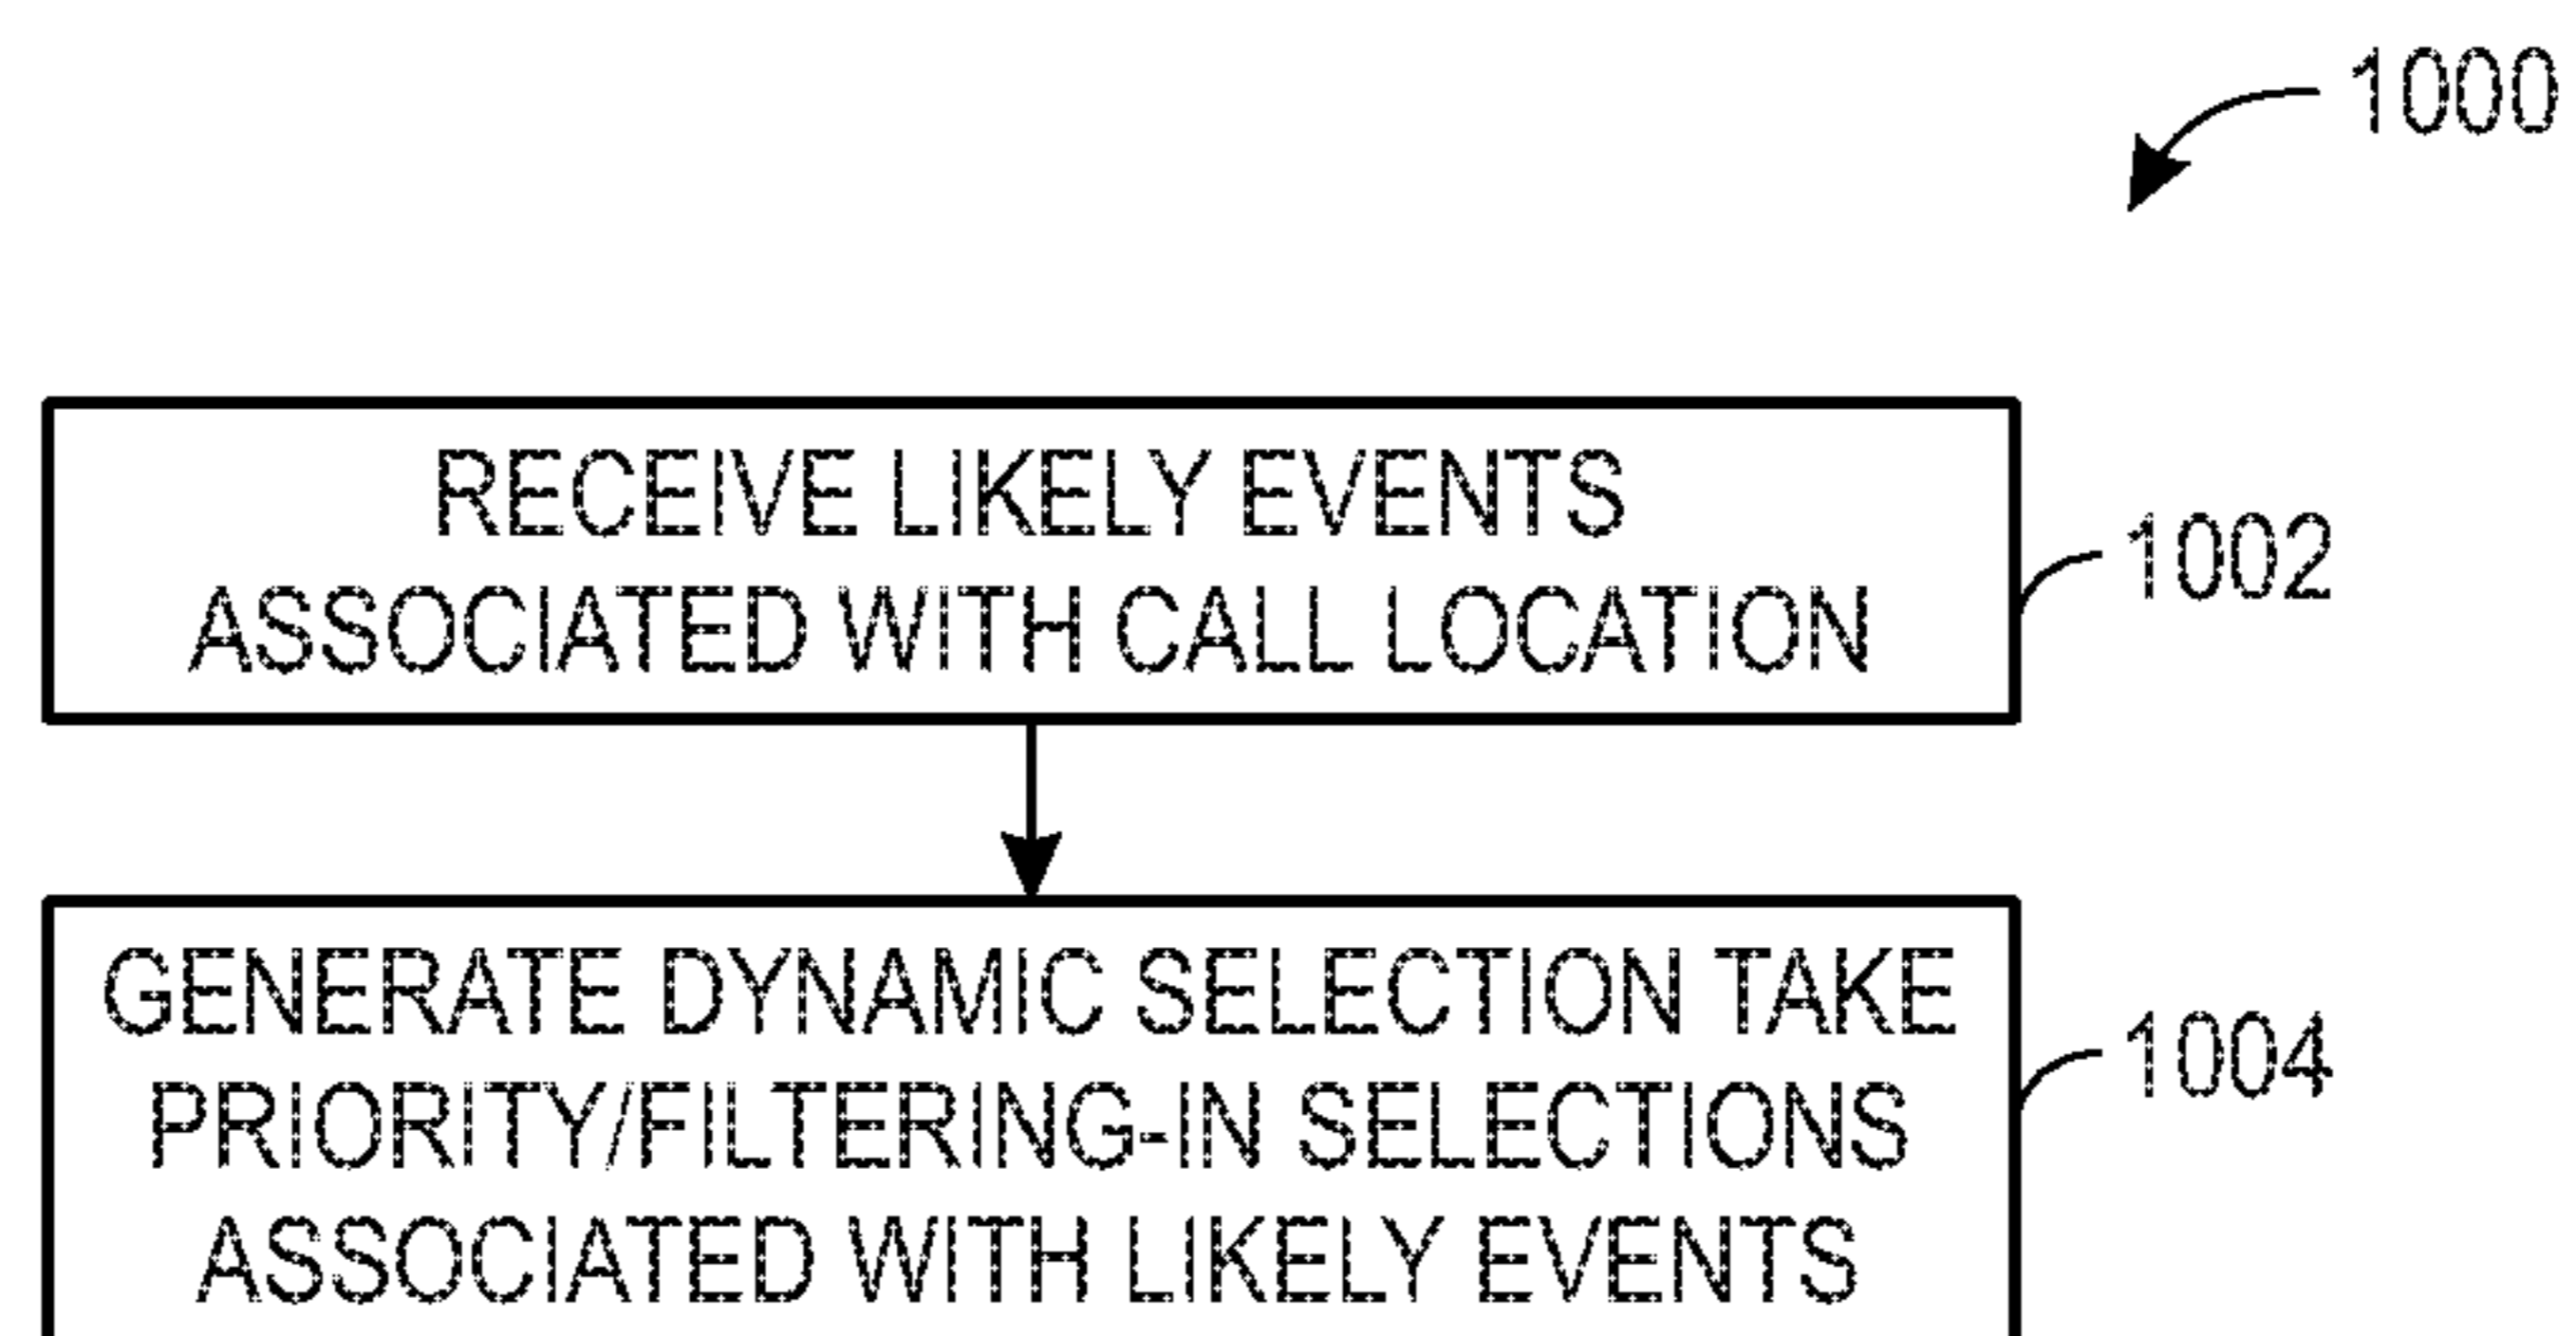 1000
RECEIVE LIKELY EVENTS
ASSOCIATED WITH CALL LOCATION
1002
GENERATE DYNAMIC SELECTION TAKE
PRIORITY/FILTERING-IN SELECTIONS
ASSOCIATED WITH LIKELY EVENTS
1004